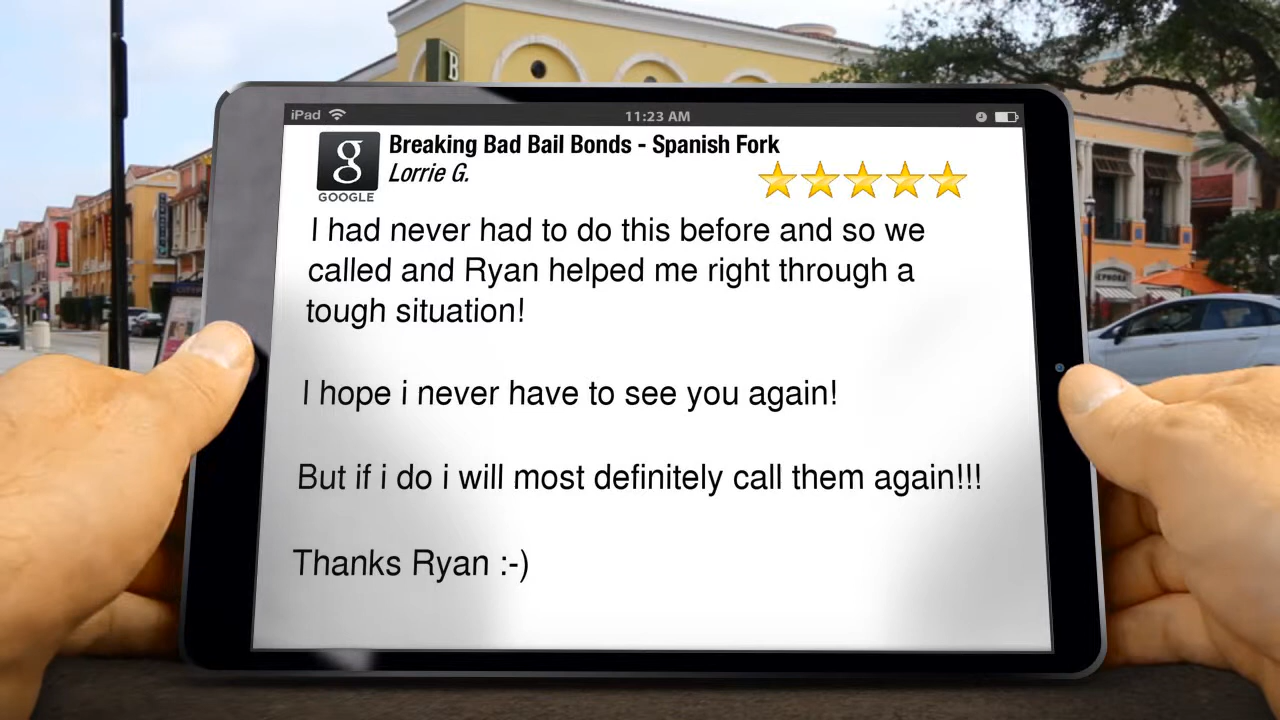 iPad 11:23 AM
g
GOOGLE
Breaking Bad Bail Bonds - Spanish Fork
Lorrie G.
I had never had to do this before and so we
called and Ryan helped me right through a
tough situation!
I hope i never have to see you again!
But if i do i will most definitely call them again!!!
Thanks Ryan :-)
B